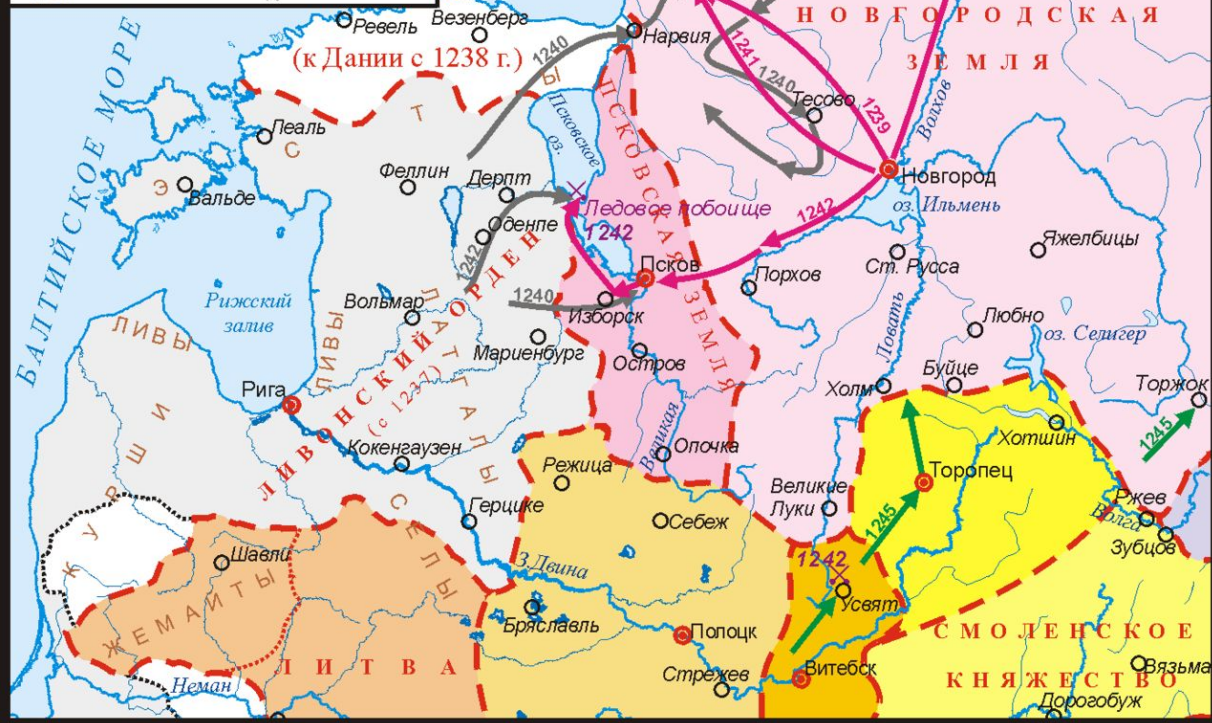 БАЛТИЙСКОЕ МОРЕ
Ревель
Везенберг
(к Дании с 1238 г.)
Нарвия
НОВГОРОДСКАЯ
ЗЕМЛЯ
1240
1241
1240
1239
Тесово
Волхов
Псковское
оз.
ПСКОВСКАЯ ЗЕМЛЯ
Леаль
ЭСТЫ
Вальде
Феллин
Дерпт
Оденпе
Ледовое побоище
1242
Новгород
оз. Ильмень
1242
1242
Яжелбицы
Ст. Русса
Порхов
Псков
1240
Изборск
Рижский
залив
Вольмар
ЛИВЫ
ЛИВЫ
ЛАТГАЛЫ
Мариенбург
Остров
Ловать
Любно
оз. Селигер
Буйце
Холм
Торжок
Рига
ЛИВОНСКИЙ ОРДЕН
(с 1237)
КУРШИ
Кокенгаузен
Великая
Опочка
Хотшин
1245
Режица
Торопец
Великие
Луки
Ржев
Волга
Зубцов
Герцике
СЕЛЫ
Себеж
1245
Шавли
ЖЕМАЙТЫ
З.Двина
1242
Усвят
Бряславль
Полоцк
СМОЛЕНСКОЕ
КНЯЖЕСТВО
ЛИТВА
Неман
Стрежев
Витебск
Вязьма
Дорогобуж